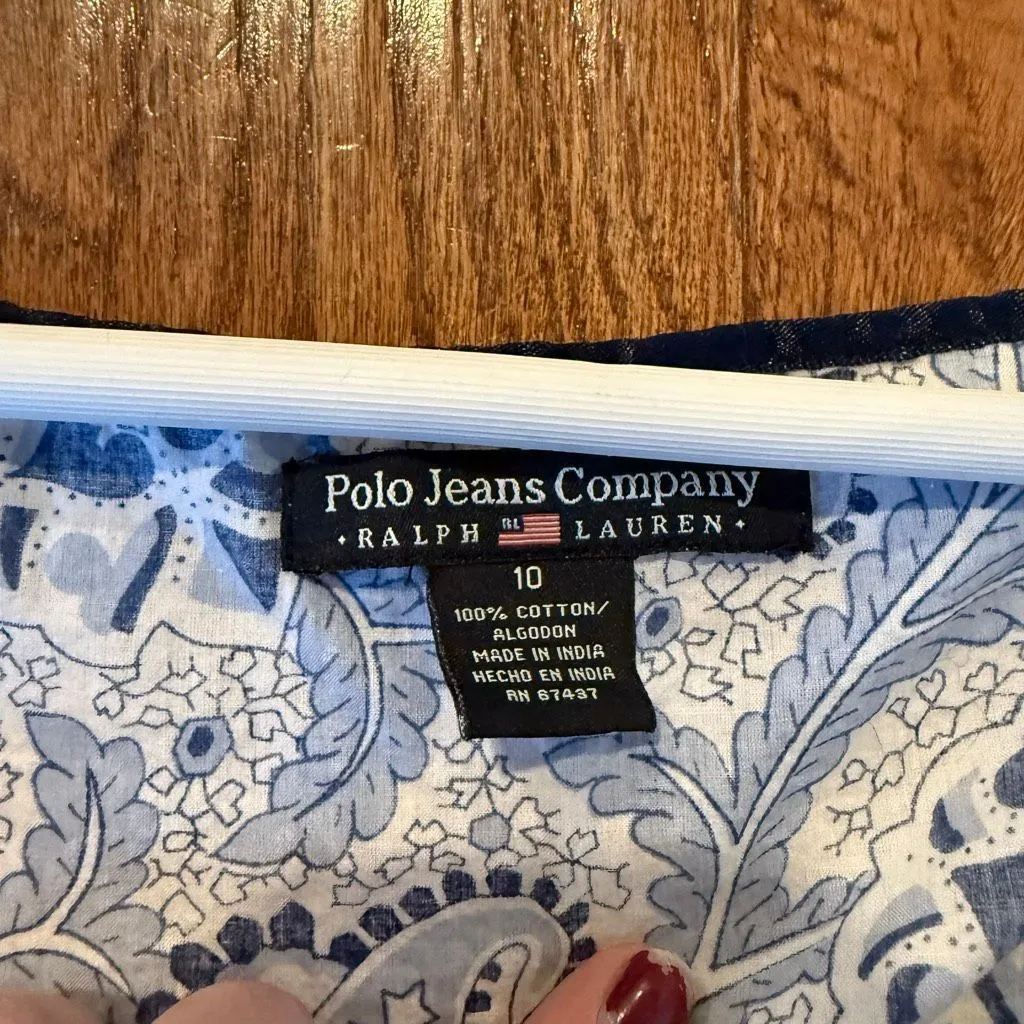 Polo Jeans Company
• RALPH RL LAUREN •
10
100% COTTON/
ALGODON
MADE IN INDIA
HECHO EN INDIA
RN 67437